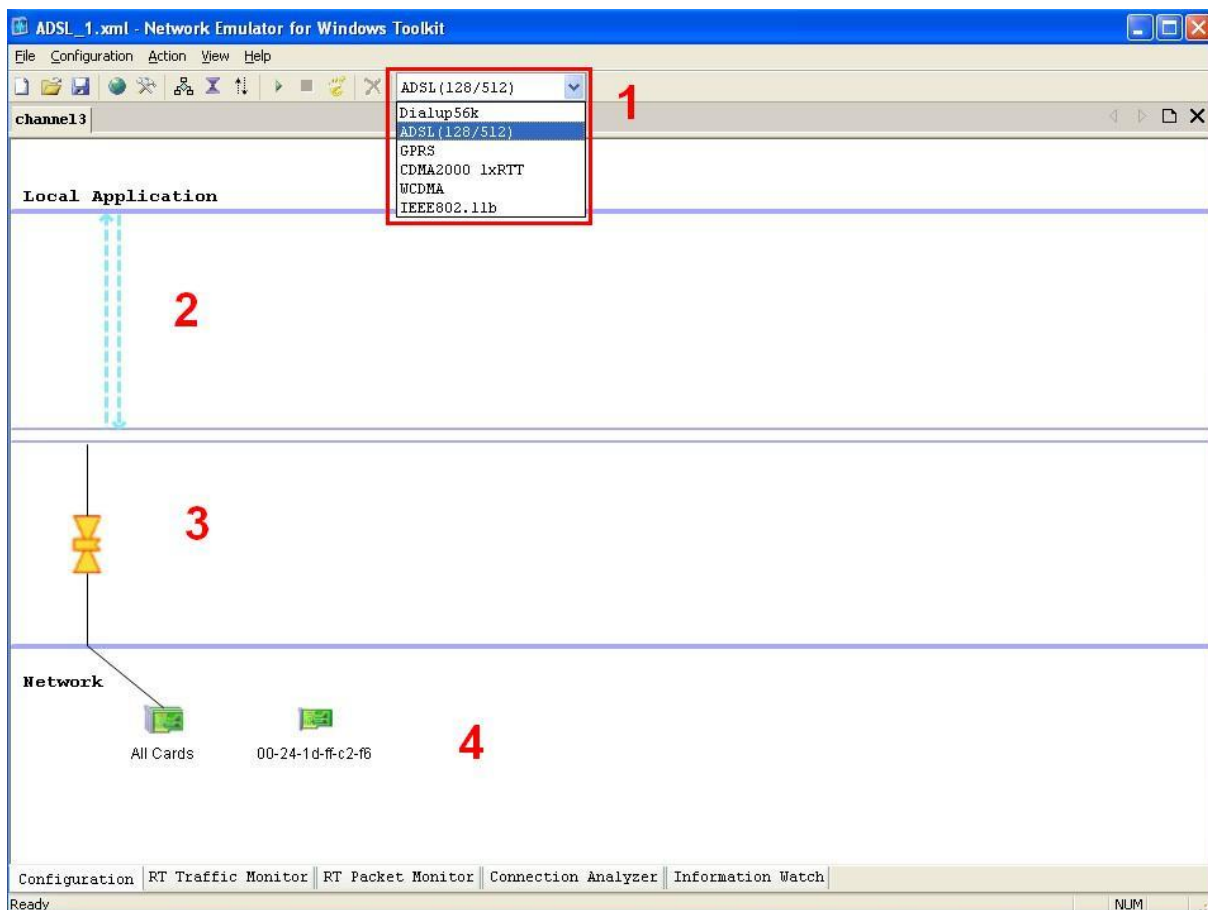 ADSL_1.xml - Network Emulator for Windows Toolkit
File Configuration Action View Help
ADSL(128/512)
1
channel3
Dialup56k
ADSL(128/512)
GPRS
CDMA2000 1xRTT
WCDMA
IEEE802.11b
Local Application
2
3
Network
All Cards
00-24-1d-ff-c2-f6
4
Configuration RT Traffic Monitor RT Packet Monitor Connection Analyzer Information Watch
Ready NUM